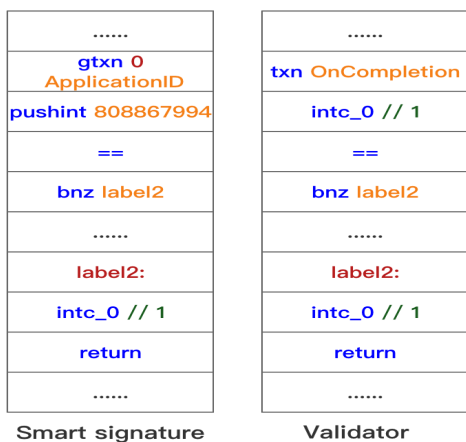 ......
gtxn 0
ApplicationID
pushint 808867994
==
bnz label2
......
label2:
intc_0 // 1
return
......
Smart signature
......
txn OnCompletion
intc_0 // 1
==
bnz label2
......
label2:
intc_0 // 1
return
......
Validator